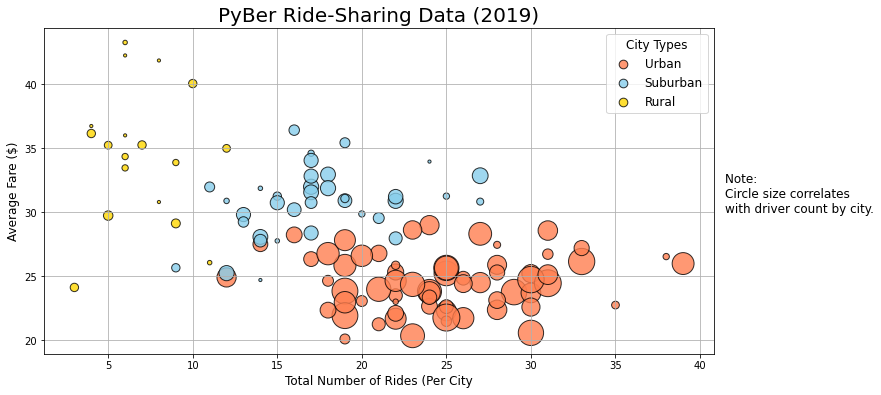 PyBer Ride-Sharing Data (2019)
City Types
Urban
Suburban
Rural
Average Fare ($)
40
35
30
25
20
5
10
15
20
25
30
35
40
Total Number of Rides (Per City
Note:
Circle size correlates
with driver count by city.